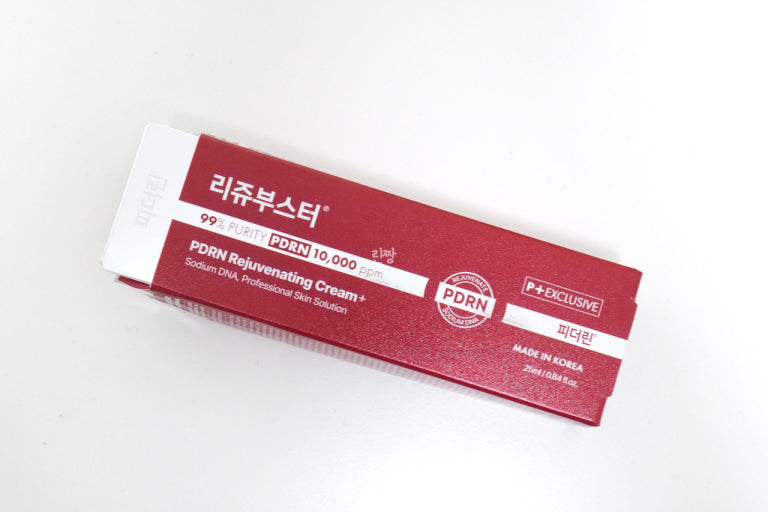 피더린
리쥬부스터®
99% PURITY PDRN 10,000 ppm
리짱
PDRN Rejuvenating Cream+
Sodium DNA, Professional Skin Solution
REJUVENATE
PDRN
SODIUM DNA
P+EXCLUSIVE
피더린®
MADE IN KOREA
25ml / 0.84 fl.oz.